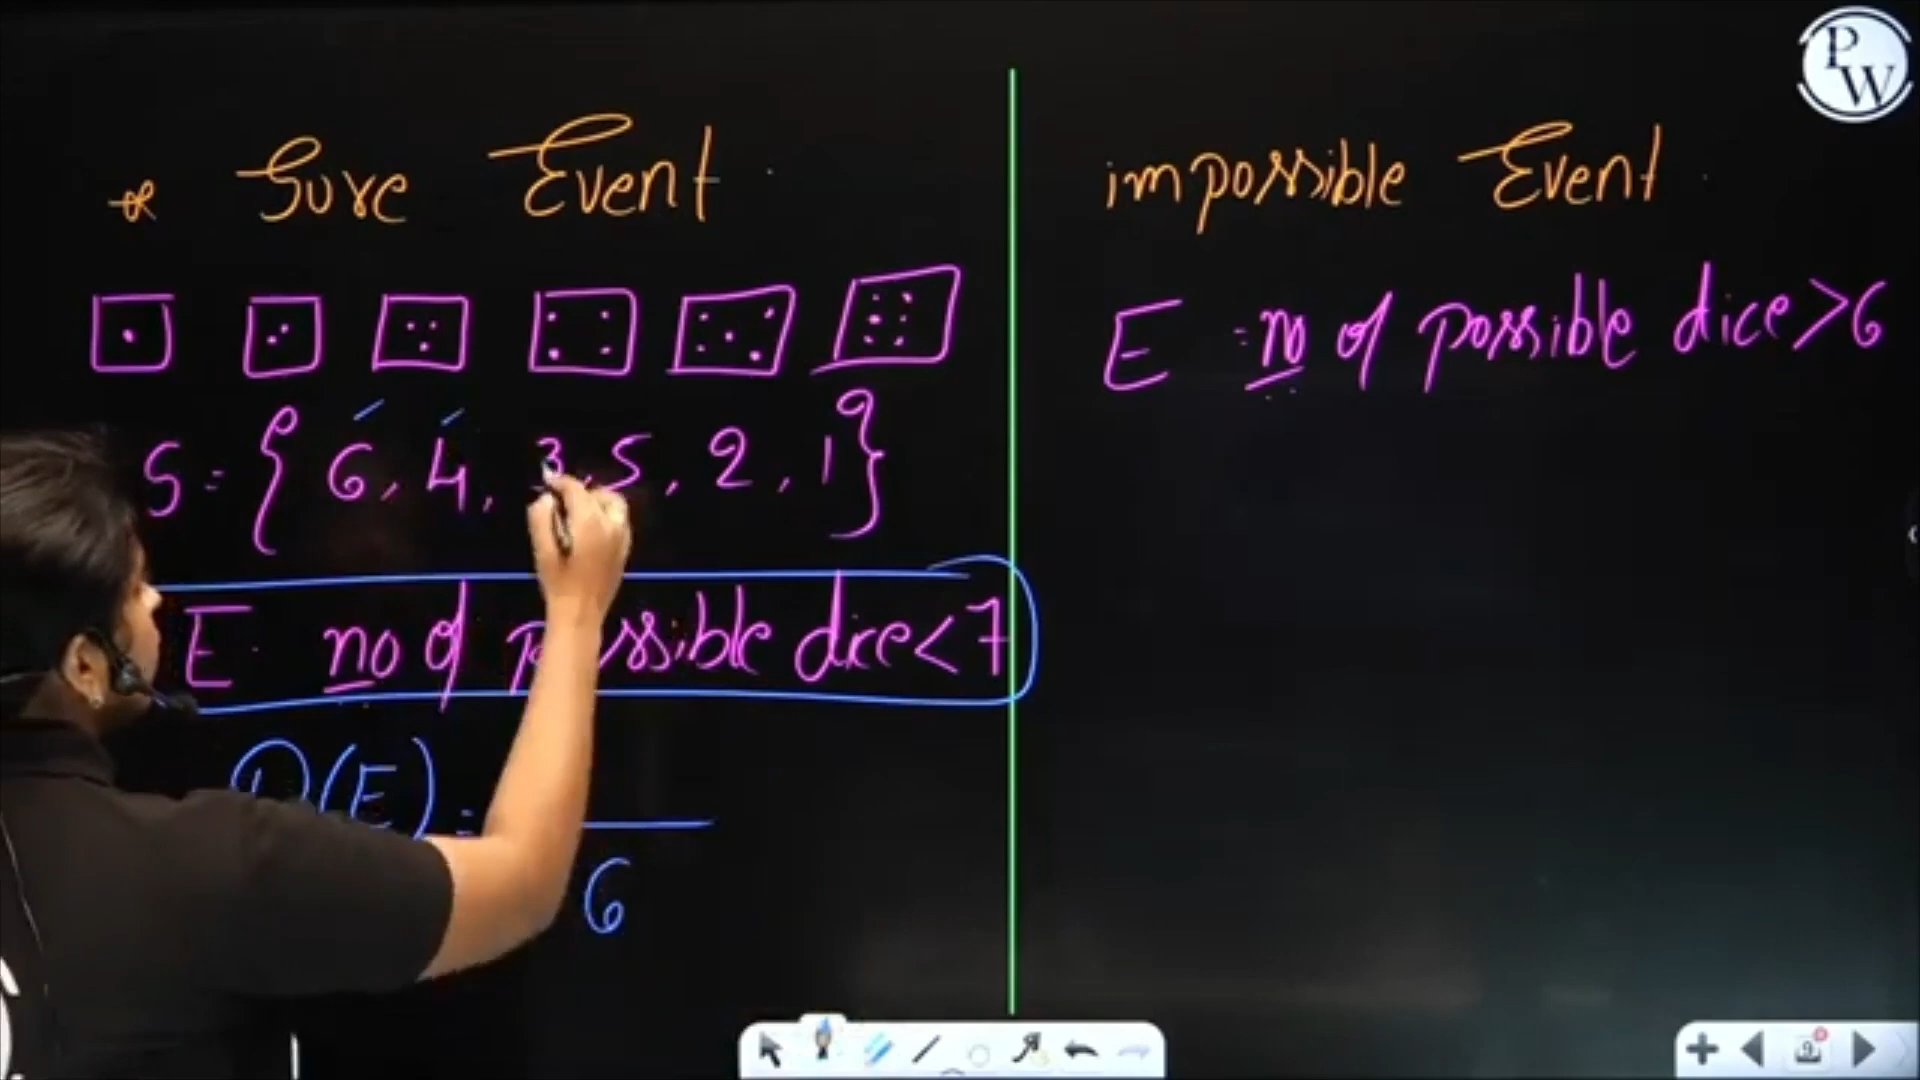 PW
* Sure Event
S = { 6, 4, 3, 5, 2, 1 }
E. no of possible dice < 7
P(E) =
6
impossible Event
E = no of possible dice > 6